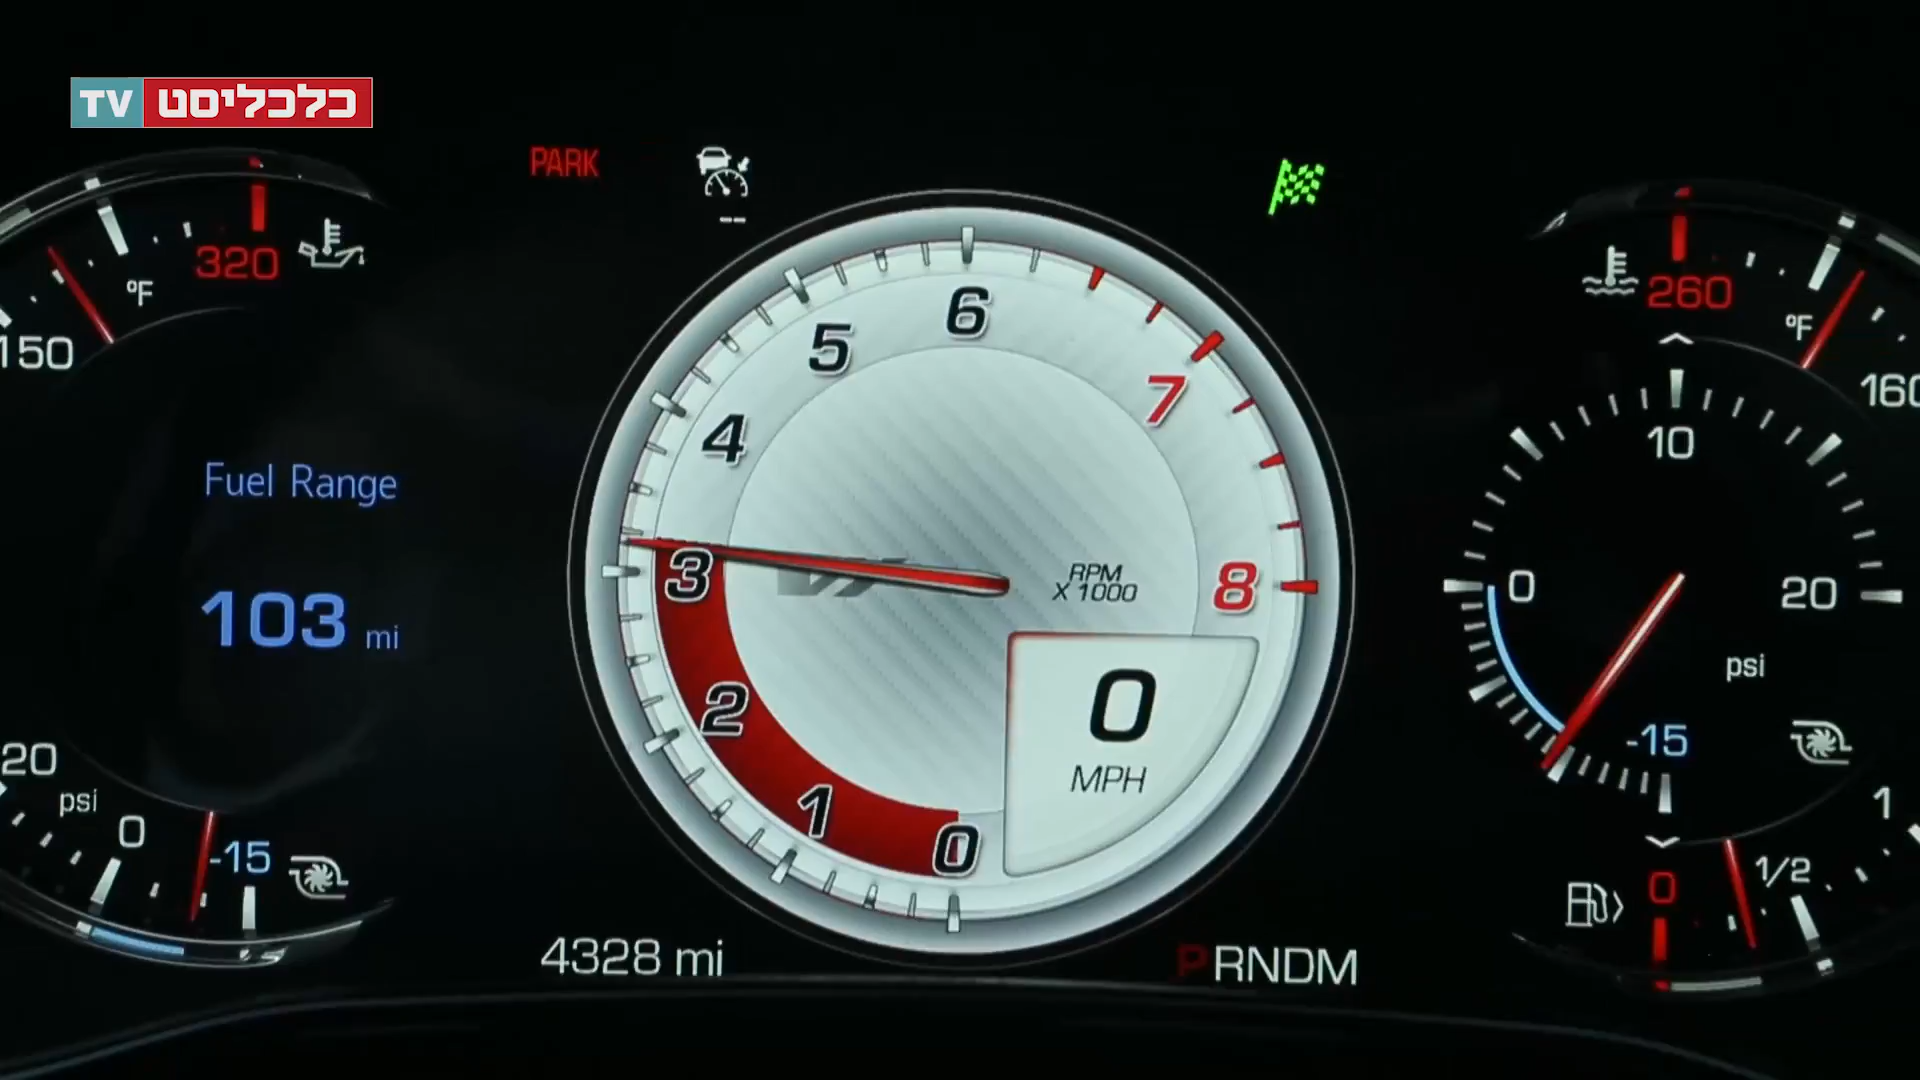 TV כלכליסט
PARK
--
320
°F
150
260
°F
160
6
5
7
4
3
8
2
1
0
RPM
X 1000
0
MPH
Fuel Range
103 mi
10
0
20
psi
-15
20
psi
0
-15
1
1/2
0
4328 mi
PRNDM